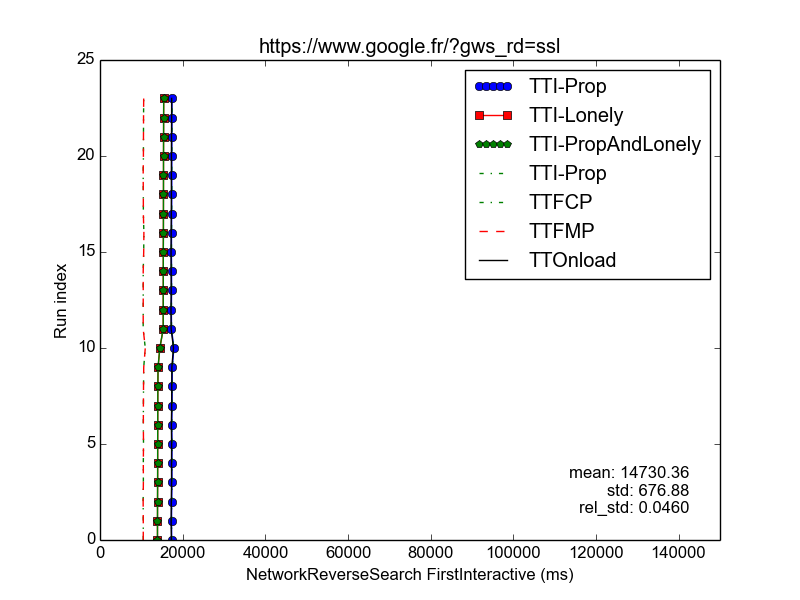 https://www.google.fr/?gws_rd=ssl
25
20
15
10
5
0
Run index
TTI-Prop
TTI-Lonely
TTI-PropAndLonely
TTI-Prop
TTFCP
TTFMP
TTOnload
mean: 14730.36
std: 676.88
rel_std: 0.0460
0 20000 40000 60000 80000 100000 120000 140000
NetworkReverseSearch FirstInteractive (ms)